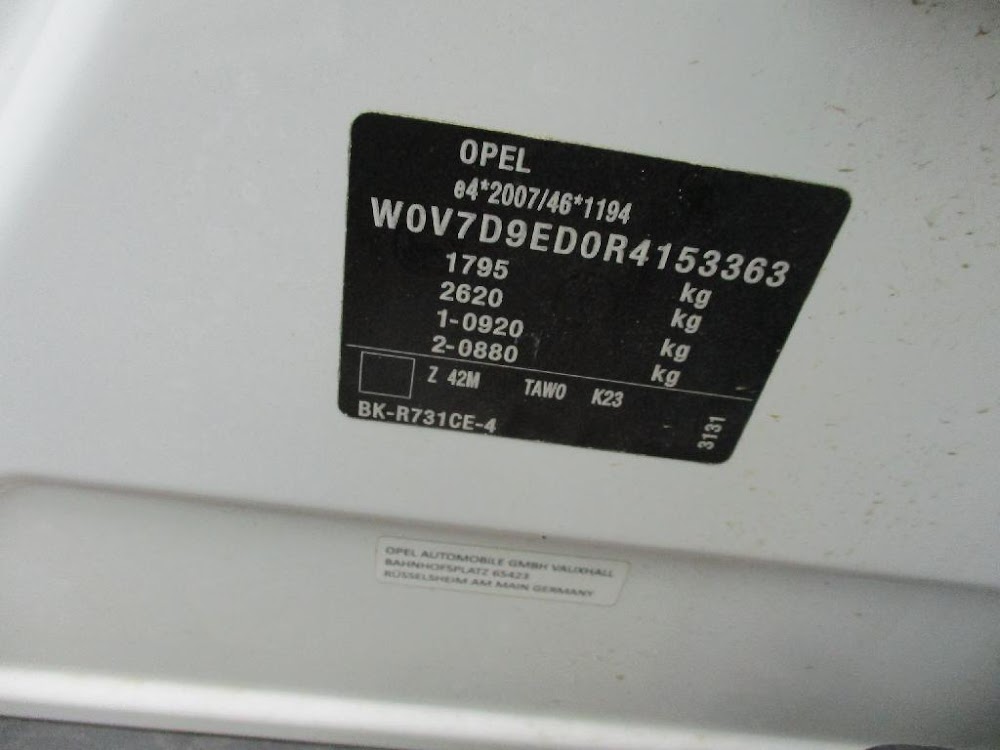 OPEL
e4*2007/46*1194
W0V7D9ED0R4153363
1795 kg
2620 kg
1-0920 kg
2-0880 kg
Z 42M TAWO K23
BK-R731CE-4
3131
OPEL AUTOMOBILE GMBH VAUXHALL
BAHNHOFSPLATZ 65423
RÜSSELSHEIM AM MAIN GERMANY